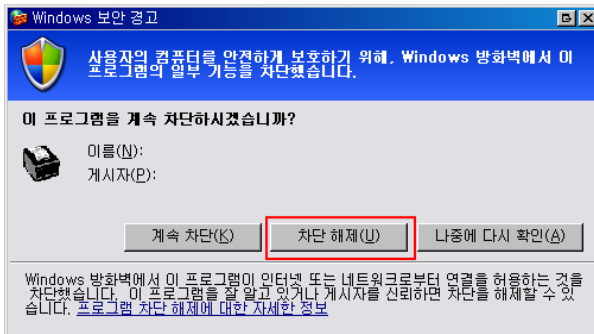 Windows 보안 경고
사용자의 컴퓨터를 안전하게 보호하기 위해, Windows 방화벽에서 이
프로그램의 일부 기능을 차단했습니다.
이 프로그램을 계속 차단하시겠습니까?
이름(N):
게시자(P):
계속 차단(K) 차단 해제(U) 나중에 다시 확인(A)
Windows 방화벽에서 이 프로그램이 인터넷 또는 네트워크로부터 연결을 허용하는 것을
차단했습니다. 이 프로그램을 잘 알고 있거나 게시자를 신뢰하면 차단을 해제할 수 있
습니다. 프로그램 차단 해제에 대한 자세한 정보